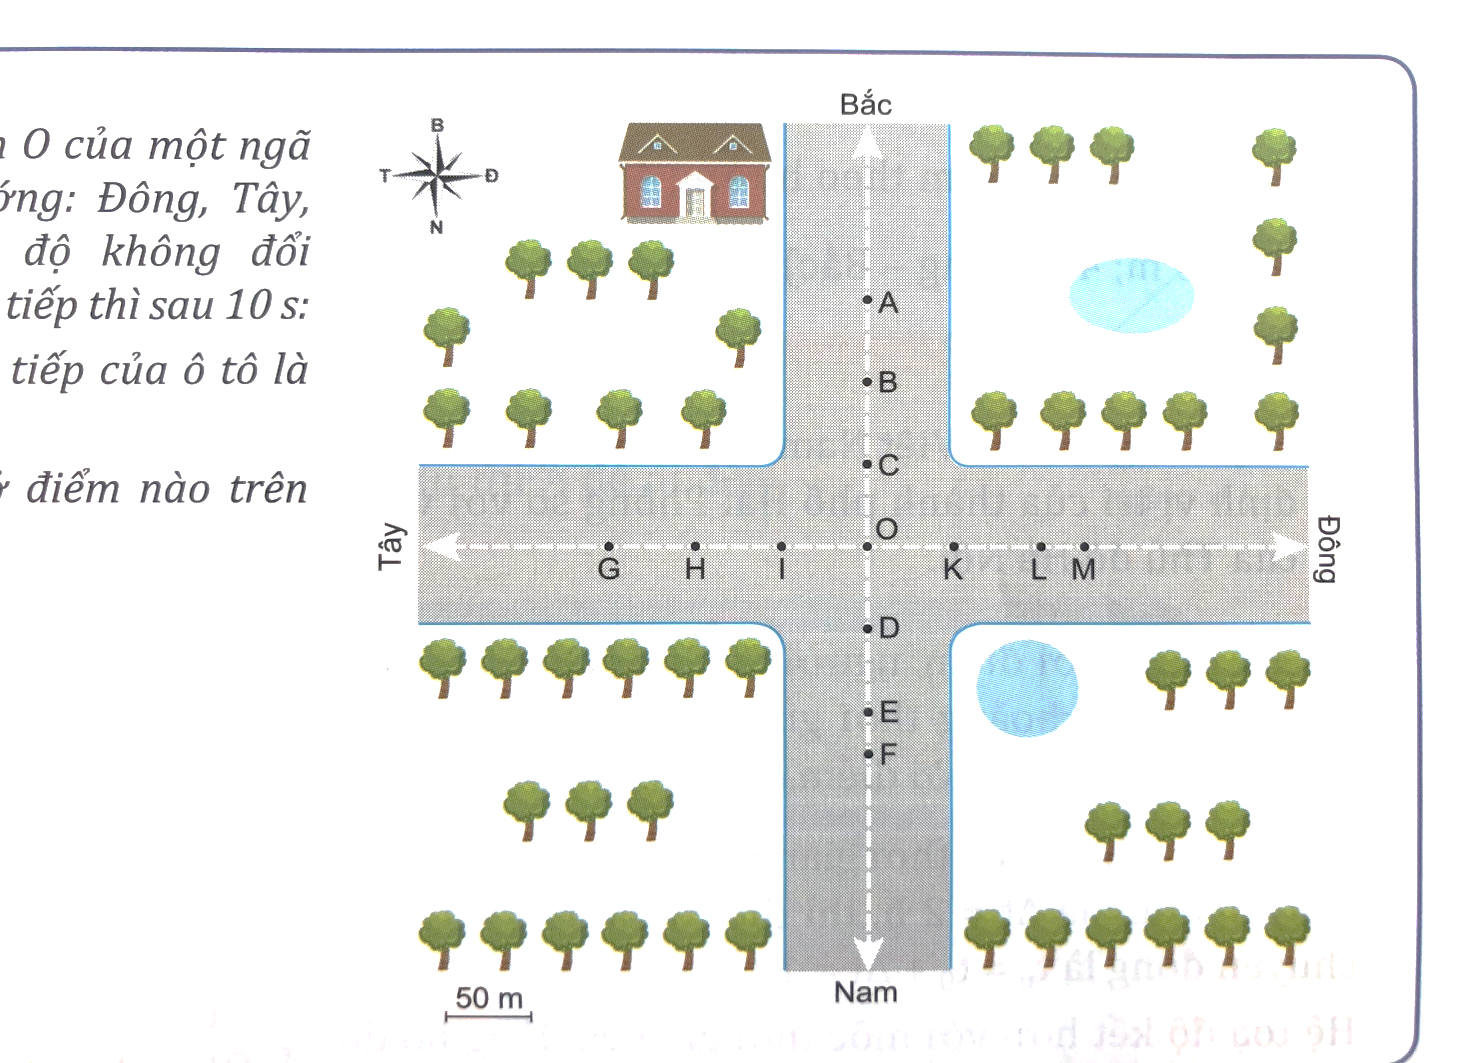 O của một ngã
ớng: Đông, Tây,
độ không đổi
tiếp thì sau 10 s:
tiếp của ô tô là
điểm nào trên
Bắc
B
T
Đ
N
A
B
C
O
Tây
G H I K L M
Đông
D
E
F
Nam
50 m